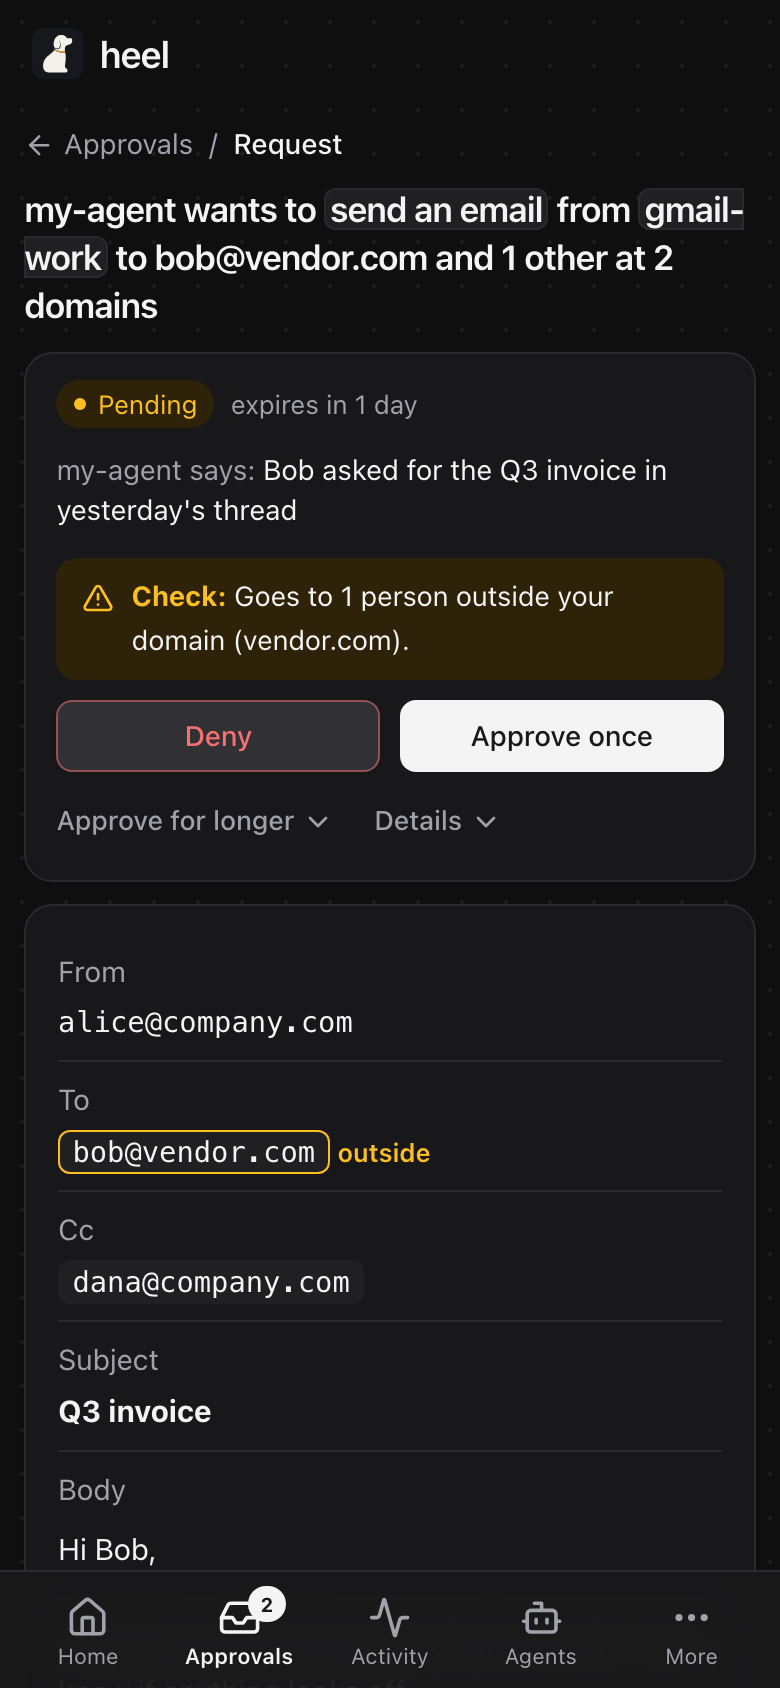 heel
Approvals / Request
my-agent wants to send an email from gmail-
work to bob@vendor.com and 1 other at 2
domains
Pending expires in 1 day
my-agent says: Bob asked for the Q3 invoice in
yesterday's thread
Check: Goes to 1 person outside your
domain (vendor.com).
Deny Approve once
Approve for longer Details
From
alice@company.com
To
bob@vendor.com outside
Cc
dana@company.com
Subject
Q3 invoice
Body
Hi Bob,
2
Home Approvals Activity Agents More